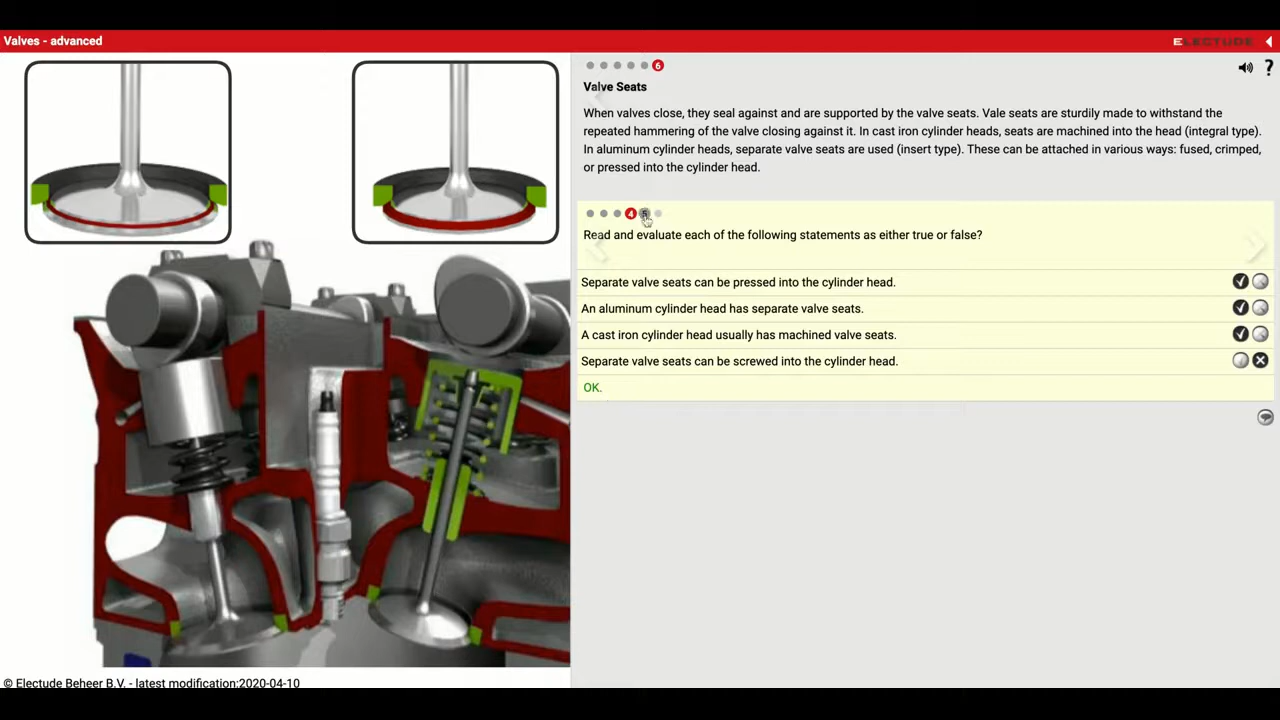 Valves - advanced
ELECTUDE
?
6
Valve Seats
When valves close, they seal against and are supported by the valve seats. Vale seats are sturdily made to withstand the
repeated hammering of the valve closing against it. In cast iron cylinder heads, seats are machined into the head (integral type).
In aluminum cylinder heads, separate valve seats are used (insert type). These can be attached in various ways: fused, crimped,
or pressed into the cylinder head.
4 5
Read and evaluate each of the following statements as either true or false?
Separate valve seats can be pressed into the cylinder head.
An aluminum cylinder head has separate valve seats.
A cast iron cylinder head usually has machined valve seats.
Separate valve seats can be screwed into the cylinder head.
OK.
© Electude Beheer B.V. - latest modification:2020-04-10